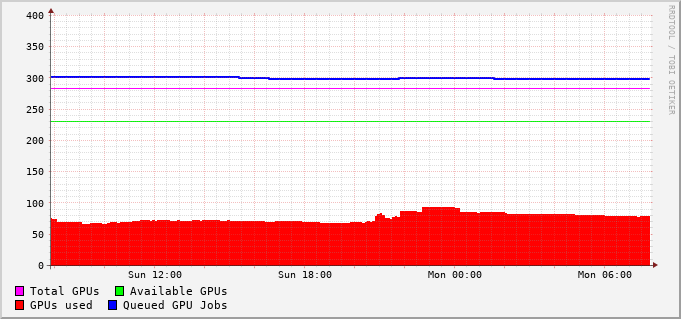 400
350
300
250
200
150
100
50
0
Sun 12:00 Sun 18:00 Mon 00:00 Mon 06:00
Total GPUs Available GPUs
GPUs used Queued GPU Jobs
RRDTOOL / TOBI OETIKER